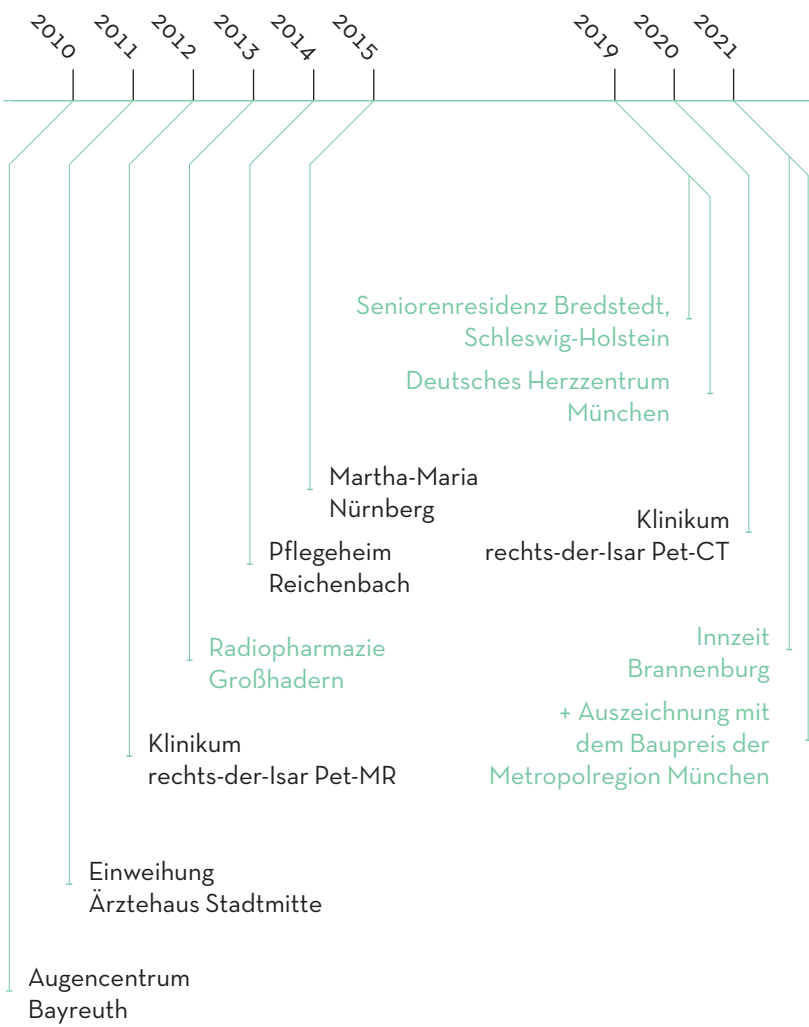 2010
2011
2012
2013
2014
2015
2019
2020
2021
Seniorenresidenz Bredstedt,
Schleswig-Holstein
Deutsches Herzzentrum
München
Martha-Maria
Nürnberg
Klinikum
rechts-der-Isar Pet-CT
Pflegeheim
Reichenbach
Innzeit
Brannenburg
Radiopharmazie
Großhadern
+ Auszeichnung mit
dem Baupreis der
Metropolregion München
Klinikum
rechts-der-Isar Pet-MR
Einweihung
Ärztehaus Stadtmitte
Augencentrum
Bayreuth